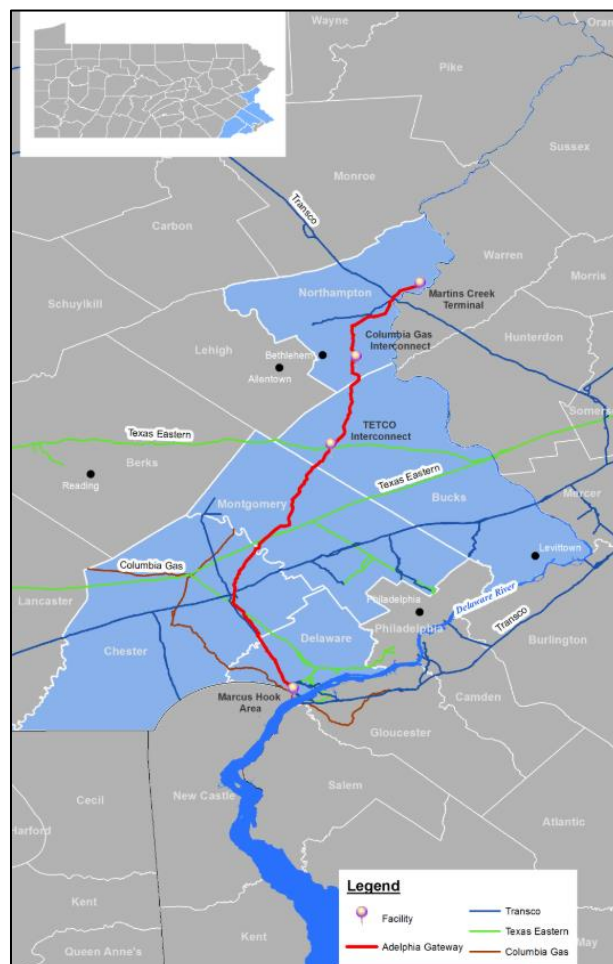 Wayne
Pike
Sussex
Monroe
Transco
Carbon
Warren
Morris
Northampton
Martins Creek
Terminal
Schuylkill
Hunterdon
Columbia Gas
Interconnect
Lehigh
Bethlehem
Allentown
TETCO
Interconnect
Texas Eastern
Berks
Reading
Texas Eastern
Montgomery
Bucks
Mercer
Columbia Gas
Levittown
Lancaster
Philadelphia
Delaware River
Philadelphia
Transco
Burlington
Chester
Delaware
Marcus Hook
Area
Camden
Gloucester
New Castle
Salem
Cecil
Atlantic
Kent
Kent
Queen Anne's
May
Legend
Facility
Adelphia Gateway
Transco
Texas Eastern
Columbia Gas